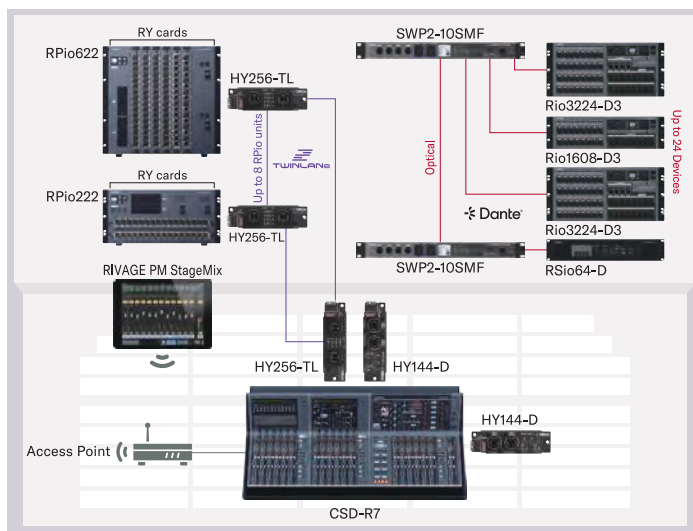 RY cards
RPio622
HY256-TL
Up to 8 RPio units
TWINLANe
RY cards
RPio222
HY256-TL
SWP2-10SMF
Rio3224-D3
Rio1608-D3
Up to 24 Devices
Optical
Dante®
Rio3224-D3
SWP2-10SMF
RSio64-D
RIVAGE PM StageMix
HY256-TL
HY144-D
HY144-D
Access Point
CSD-R7